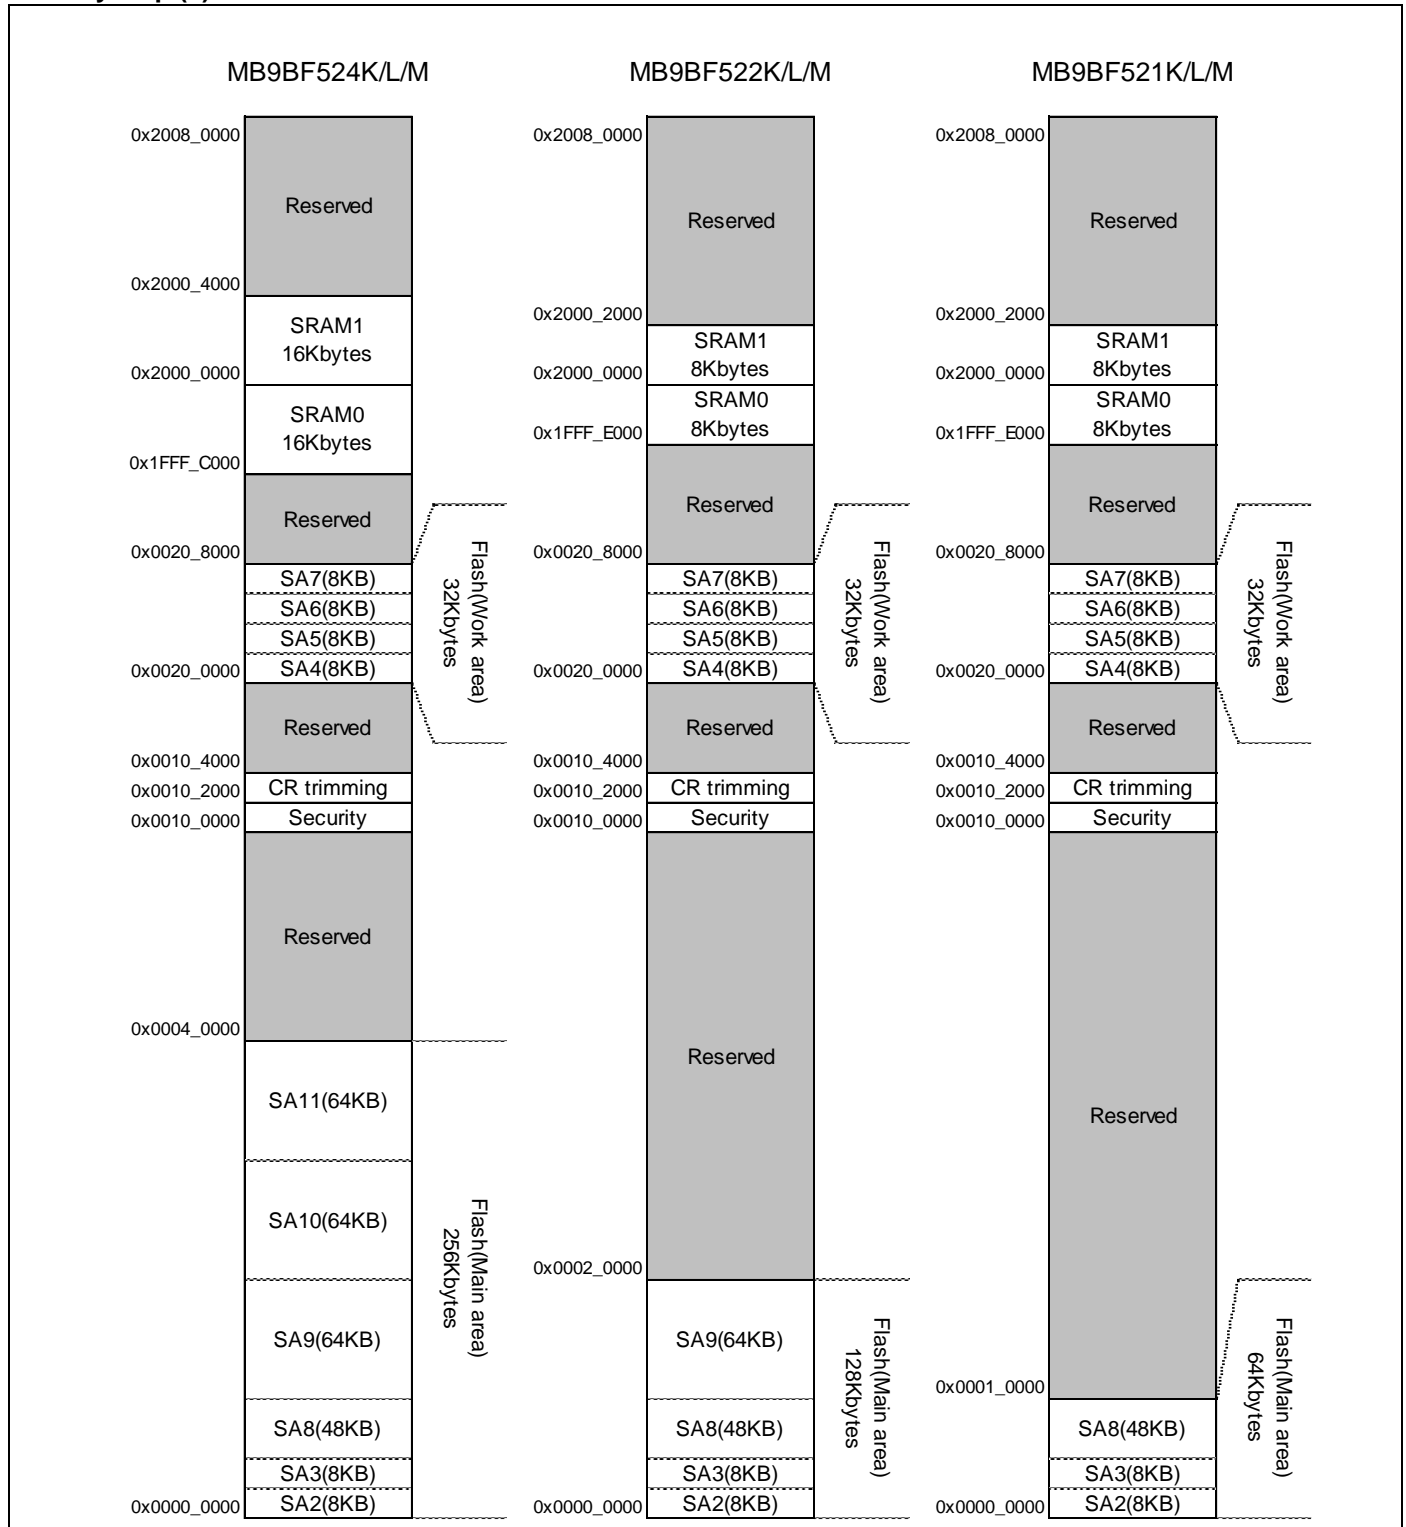 MB9BF524K/L/M
0x2008_0000
Reserved
0x2000_4000
SRAM1
16Kbytes
0x2000_0000
SRAM0
16Kbytes
0x1FFF_C000
Reserved
0x0020_8000
SA7(8KB)
SA6(8KB)
SA5(8KB)
0x0020_0000 SA4(8KB)
Flash(Work area)
32Kbytes
Reserved
0x0010_4000
0x0010_2000 CR trimming
0x0010_0000 Security
Reserved
0x0004_0000
SA11(64KB)
SA10(64KB)
SA9(64KB)
SA8(48KB)
SA3(8KB)
0x0000_0000 SA2(8KB)
Flash(Main area)
256Kbytes
MB9BF522K/L/M
0x2008_0000
Reserved
0x2000_2000
SRAM1
8Kbytes
0x2000_0000
SRAM0
8Kbytes
0x1FFF_E000
Reserved
0x0020_8000
SA7(8KB)
SA6(8KB)
SA5(8KB)
0x0020_0000 SA4(8KB)
Flash(Work area)
32Kbytes
Reserved
0x0010_4000
0x0010_2000 CR trimming
0x0010_0000 Security
Reserved
0x0002_0000
SA9(64KB)
SA8(48KB)
SA3(8KB)
0x0000_0000 SA2(8KB)
Flash(Main area)
128Kbytes
MB9BF521K/L/M
0x2008_0000
Reserved
0x2000_2000
SRAM1
8Kbytes
0x2000_0000
SRAM0
8Kbytes
0x1FFF_E000
Reserved
0x0020_8000
SA7(8KB)
SA6(8KB)
SA5(8KB)
0x0020_0000 SA4(8KB)
Flash(Work area)
32Kbytes
Reserved
0x0010_4000
0x0010_2000 CR trimming
0x0010_0000 Security
Reserved
0x0001_0000
SA8(48KB)
SA3(8KB)
0x0000_0000 SA2(8KB)
Flash(Main area)
64Kbytes